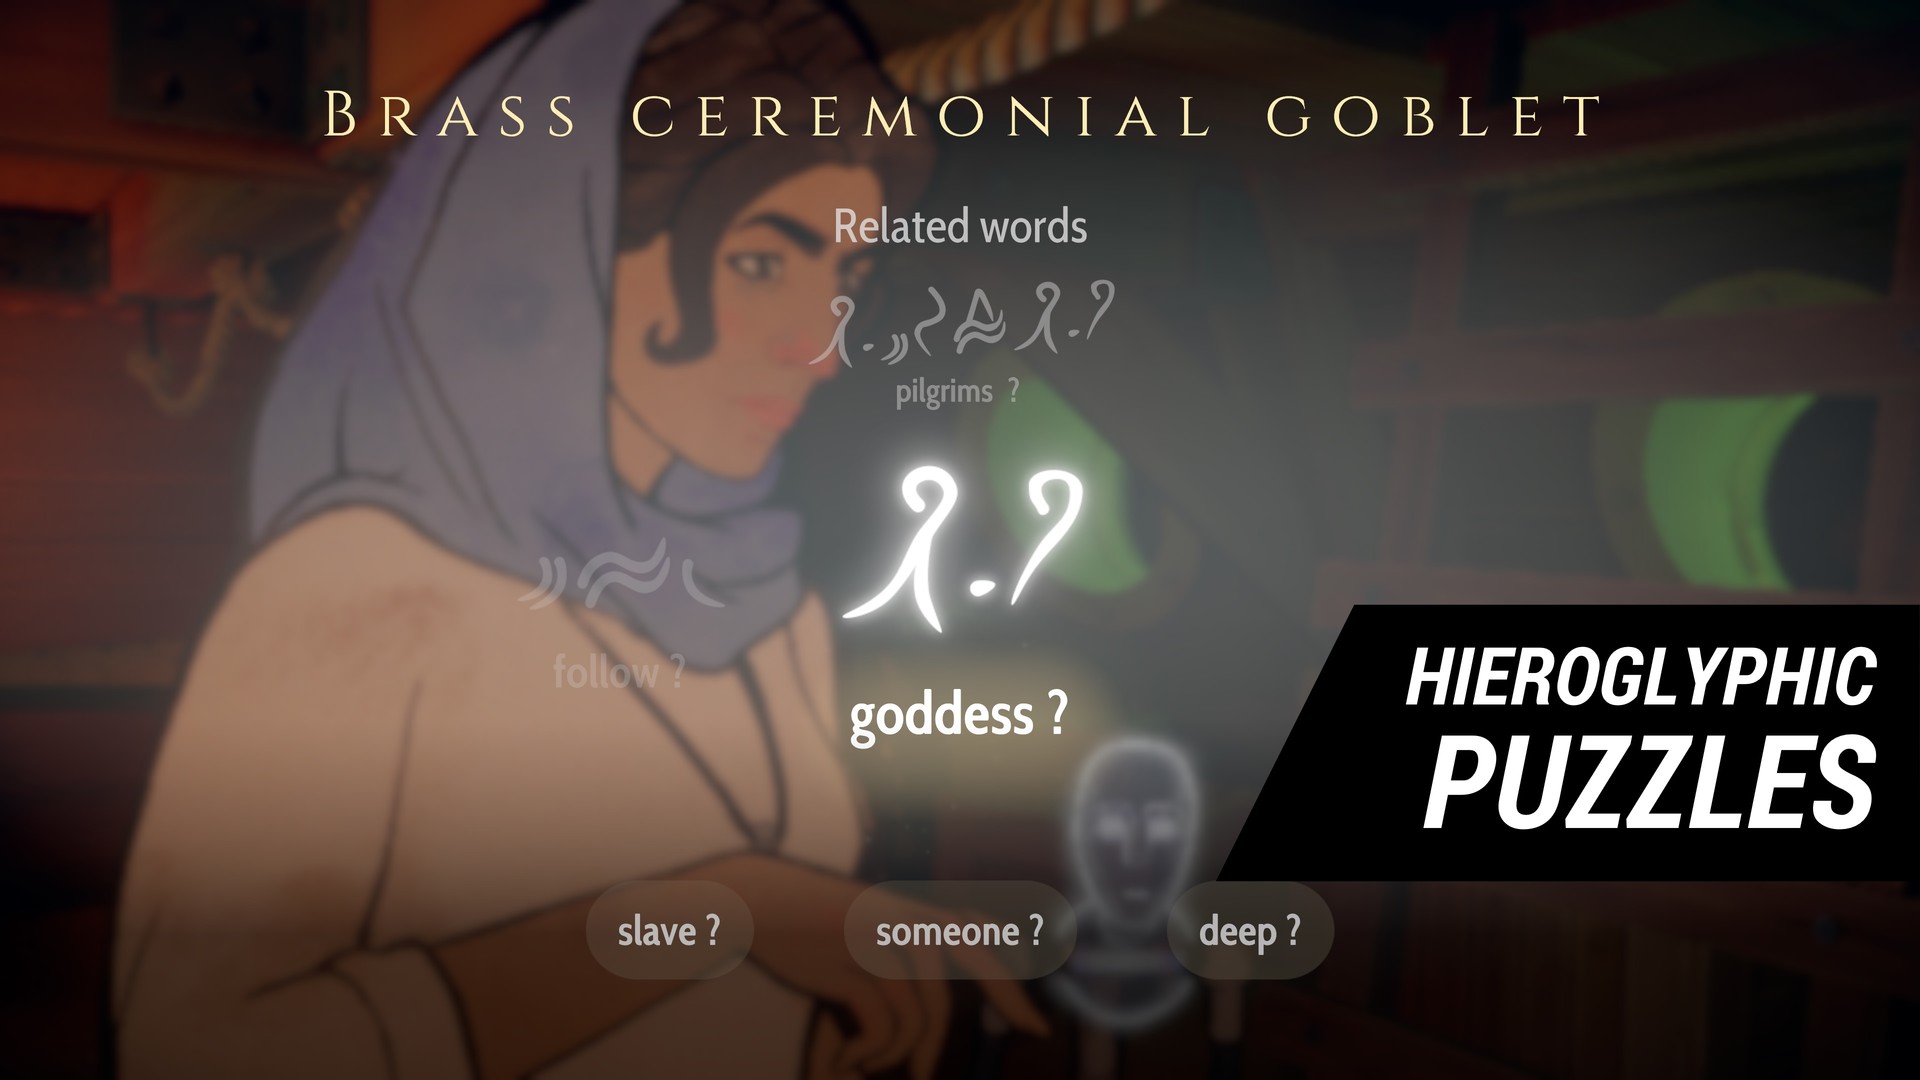 BRASS CEREMONIAL GOBLET
Related words
pilgrims ?
follow ?
goddess ?
HIEROGLYPHIC
PUZZLES
slave ?
someone ?
deep ?